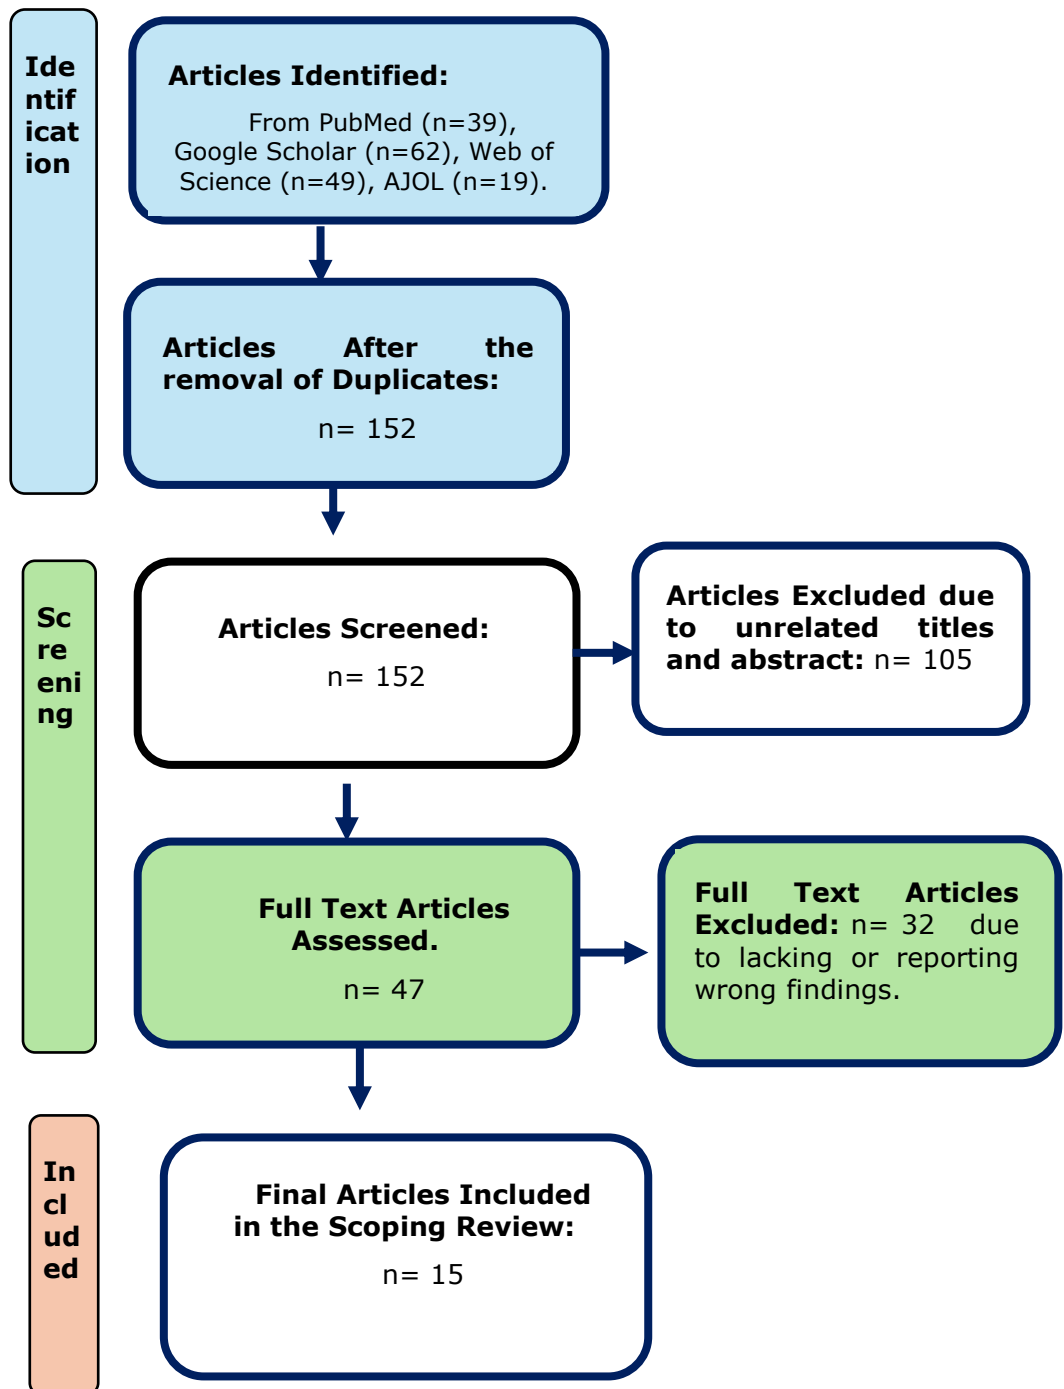 Ide
ntif
icat
ion
Articles Identified:
From PubMed (n=39),
Google Scholar (n=62), Web of
Science (n=49), AJOL (n=19).
Articles After the
removal of Duplicates:
n= 152
Sc
re
eni
ng
Articles Screened:
n= 152
Articles Excluded due
to unrelated titles
and abstract: n= 105
Full Text Articles
Assessed.
n= 47
Full Text Articles
Excluded: n= 32 due
to lacking or reporting
wrong findings.
In
cl
ud
ed
Final Articles Included
in the Scoping Review:
n= 15